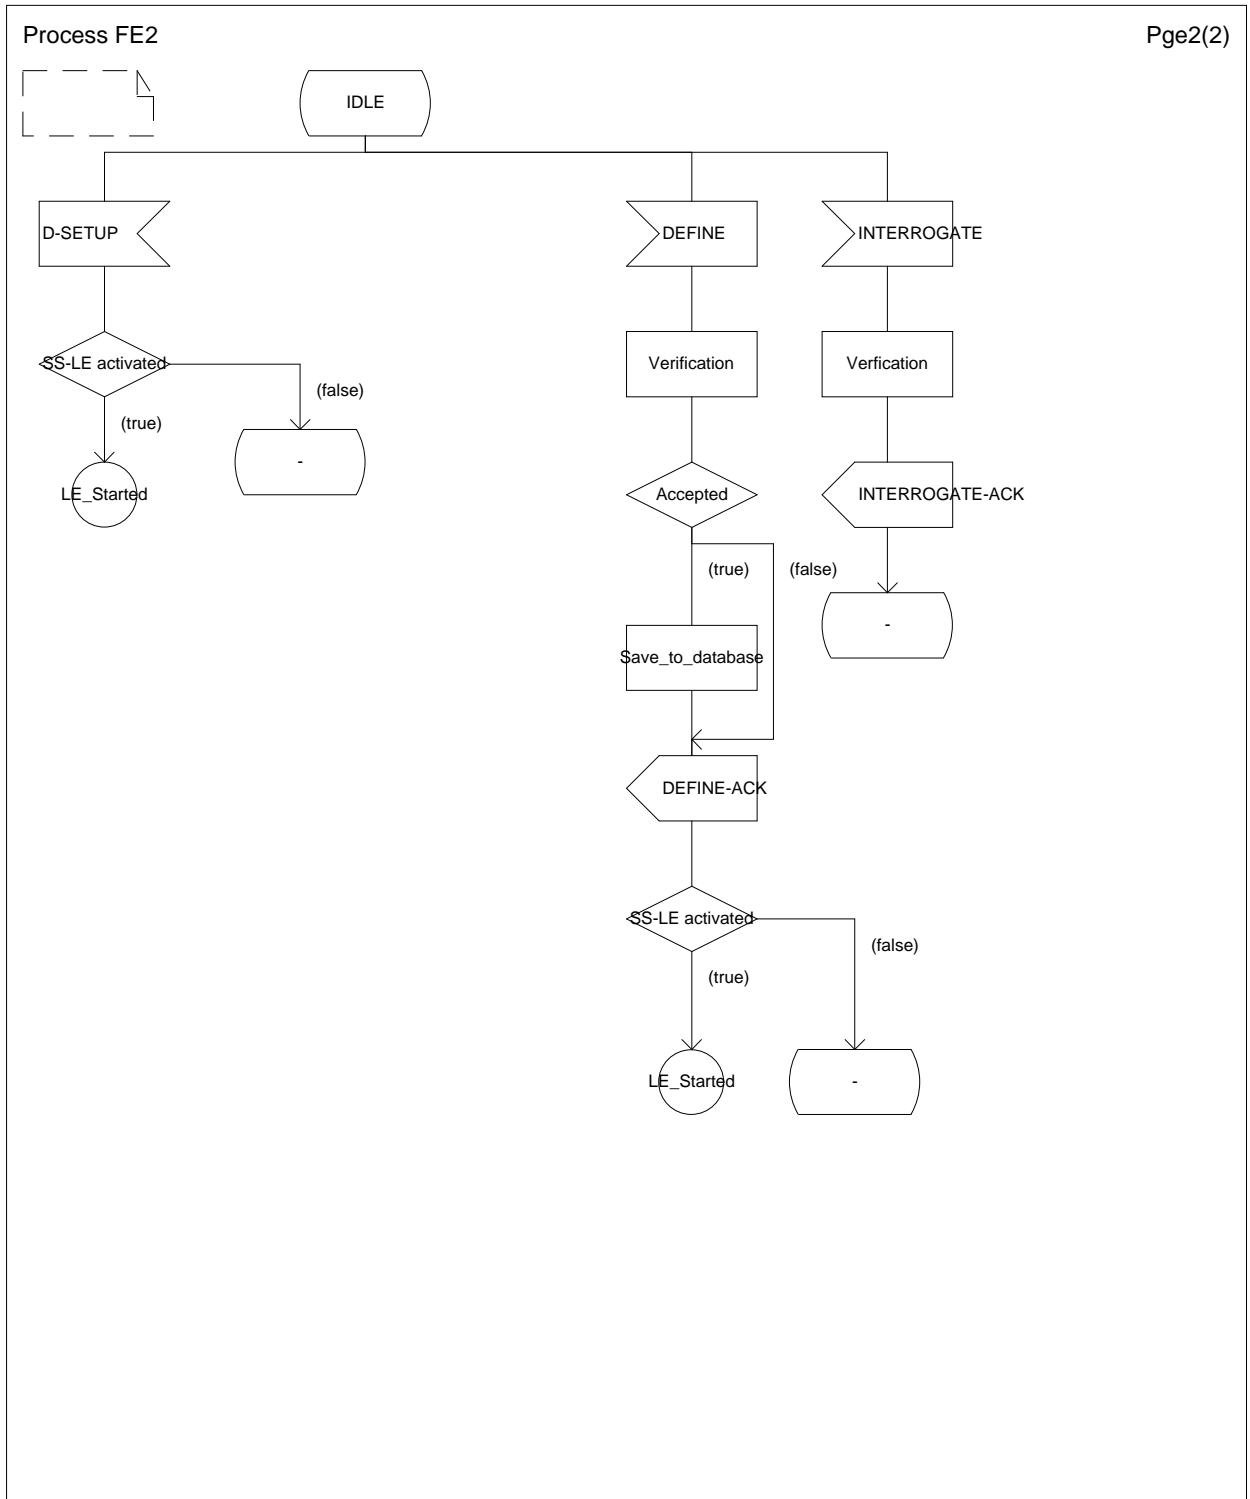 Process FE2
Pge2(2)
IDLE
D-SETUP
DEFINE
INTERROGATE
SS-LE activated
Verification
Verfication
(false)
(true)
-
LE_Started
Accepted
INTERROGATE-ACK
(true)
(false)
-
Save_to_database
DEFINE-ACK
SS-LE activated
(false)
(true)
LE_Started
-